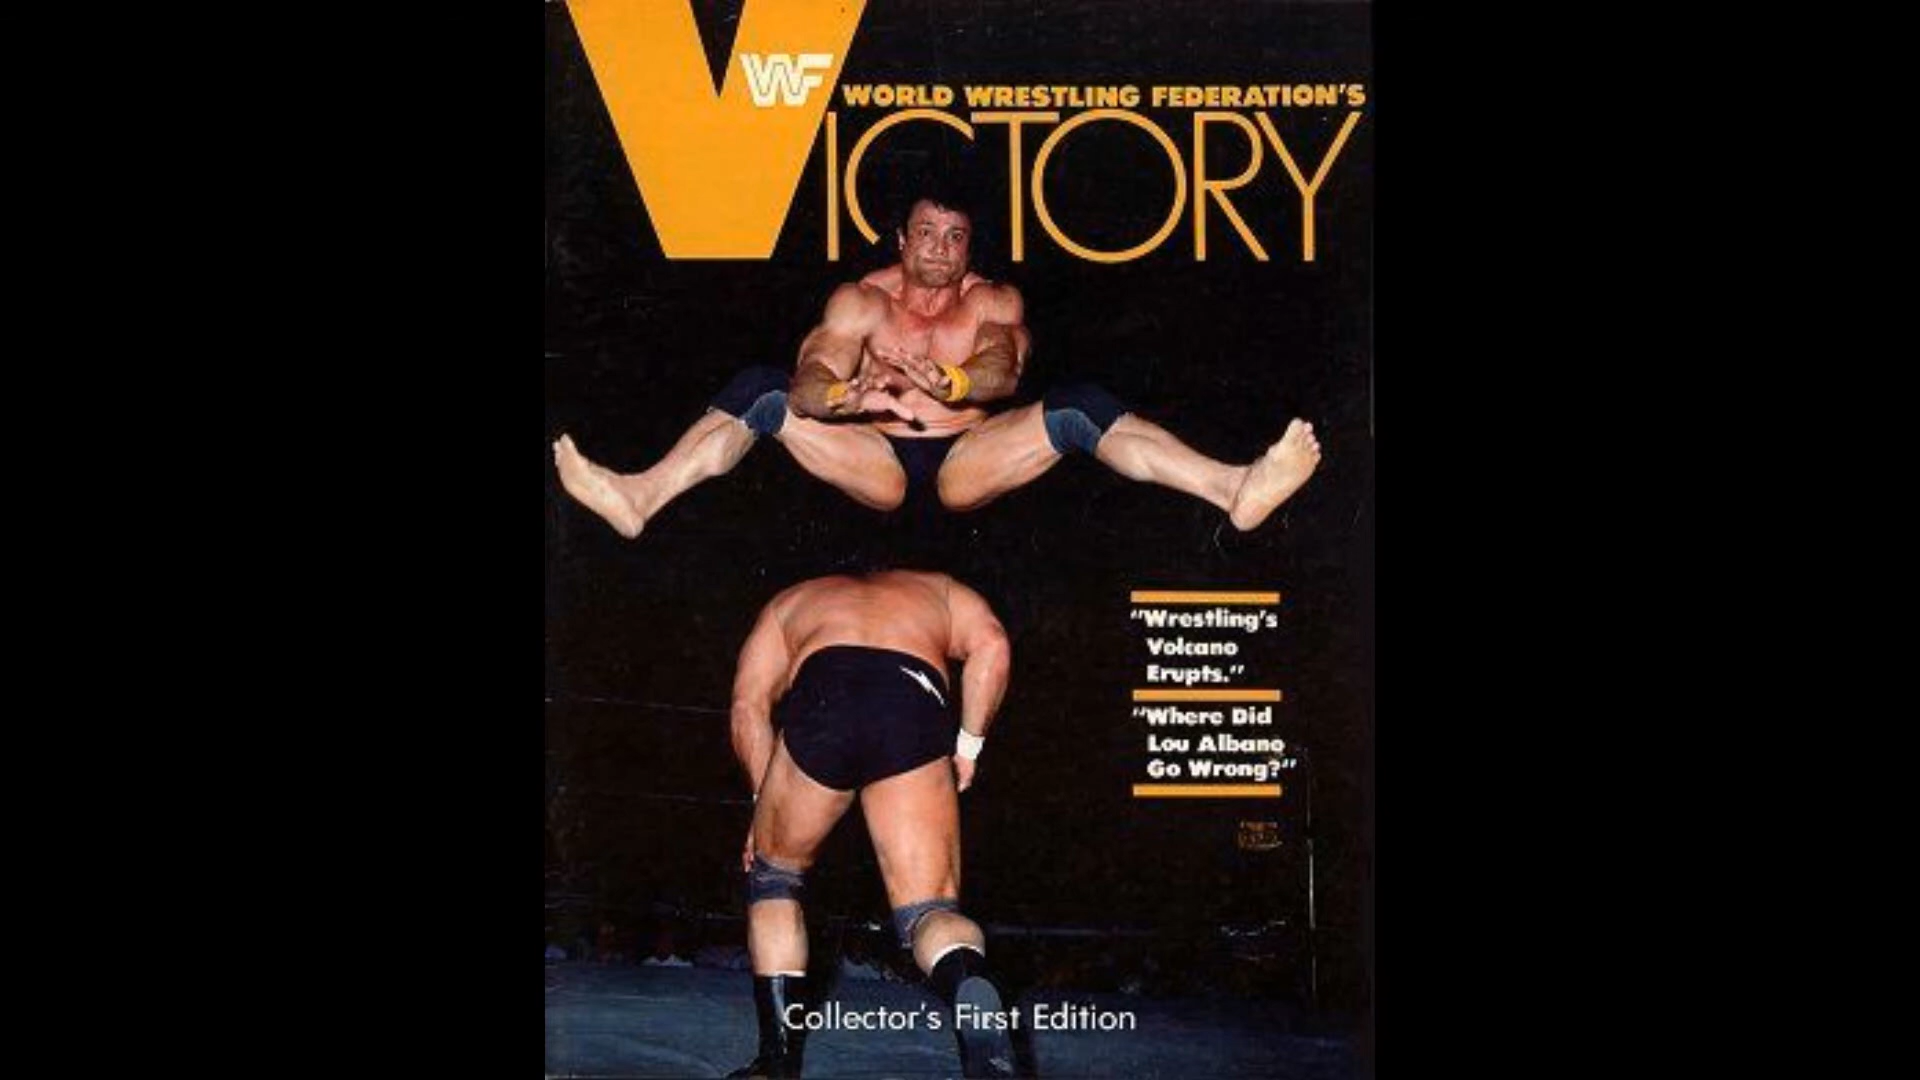 WF
WORLD WRESTLING FEDERATION'S
VICTORY
"Wrestling's
Volcano
Erupts."
"Where Did
Lou Albano
Go Wrong?"
Collector's First Edition